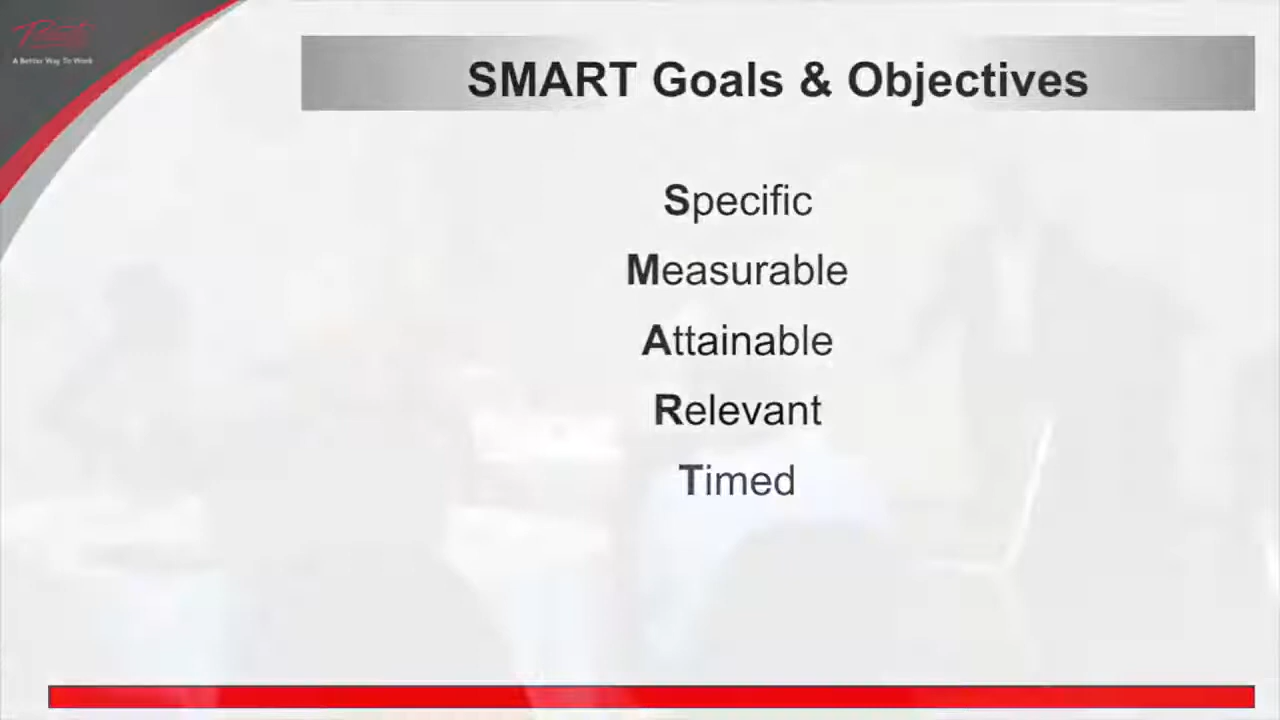 A Better Way To Work
SMART Goals & Objectives
Specific
Measurable
Attainable
Relevant
Timed